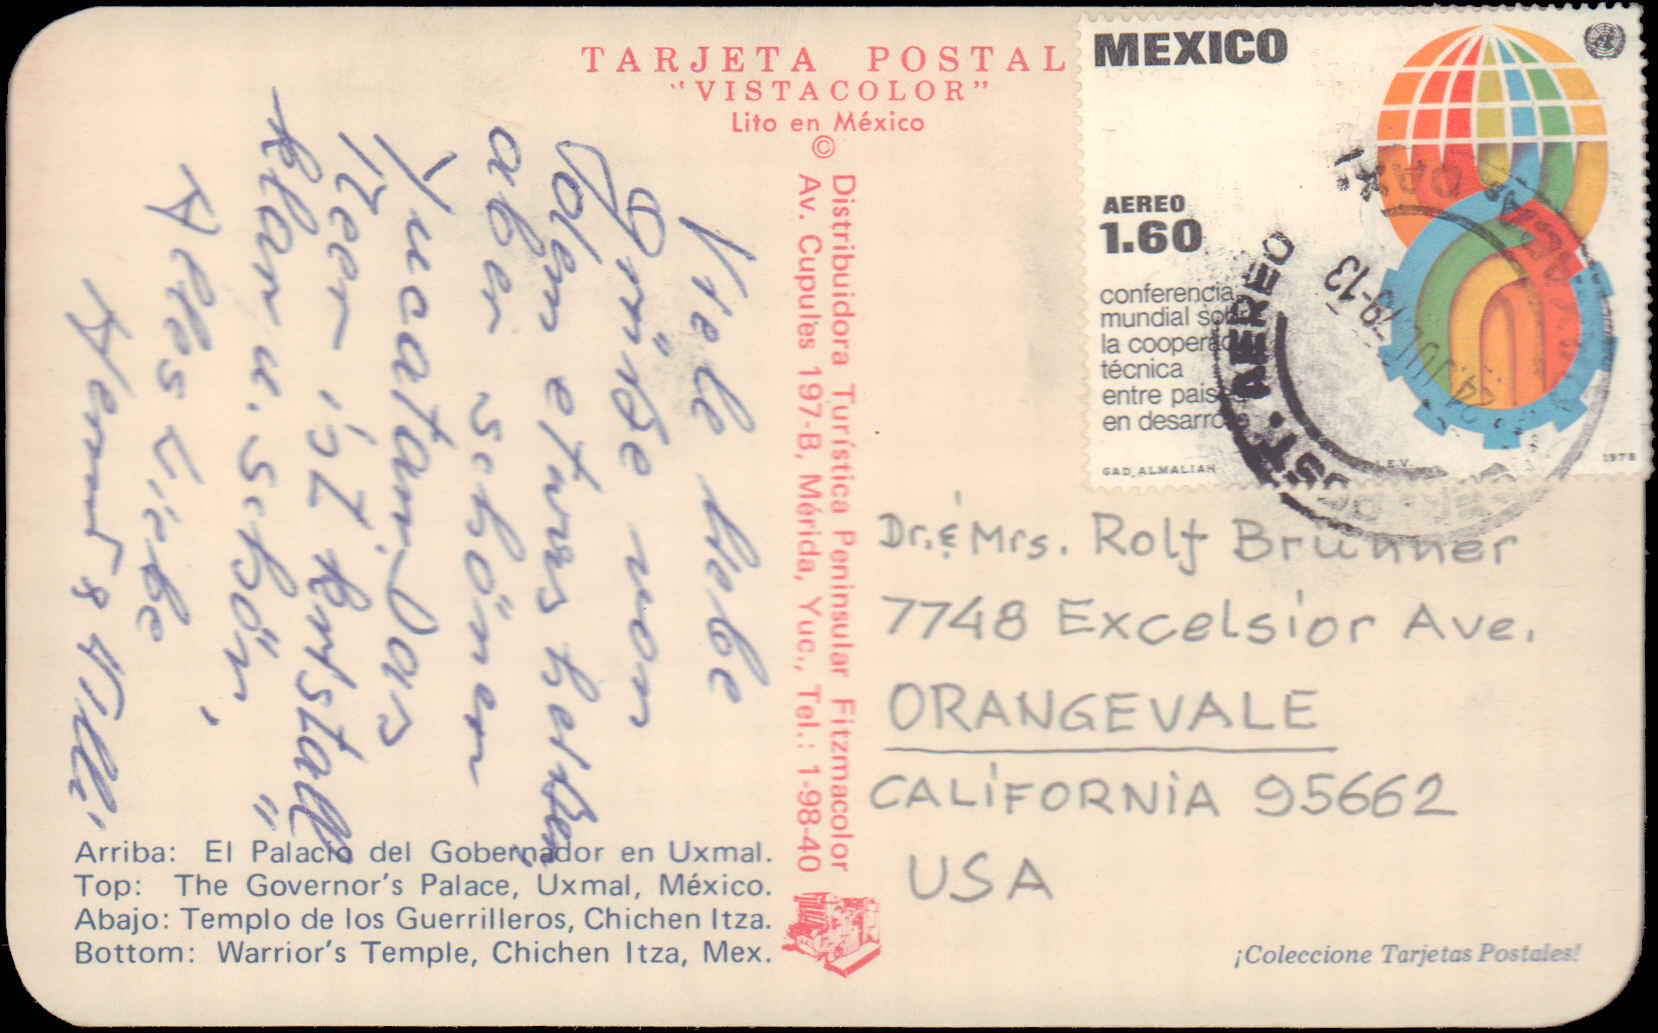 TARJETA POSTAL
"VISTACOLOR"
Lito en México
©
Distribuidora Turística Peninsular Fitzmacolor
Av. Cupules 197-B, Mérida, Yuc., Tel.: 1-98-40
MEXICO
AEREO
1.60
conferencia
mundial sob
la coopera
técnica
entre pais
en desarro
GAD ALMALIAH
1978
AEREO
Viele liebe
Grüße von
dem etwas heißen,
aber schönen
Yucatan. Das
Meer ist kristall
klar u. schön,
Alles Liebe
&
Dr. & Mrs. Rolf Brunner
7748 Excelsior Ave.
ORANGEVALE
CALIFORNIA 95662
USA
Arriba: El Palacio del Gobernador en Uxmal.
Top: The Governor's Palace, Uxmal, México.
Abajo: Templo de los Guerrilleros, Chichen Itza.
Bottom: Warrior's Temple, Chichen Itza, Mex.
¡Coleccione Tarjetas Postales!